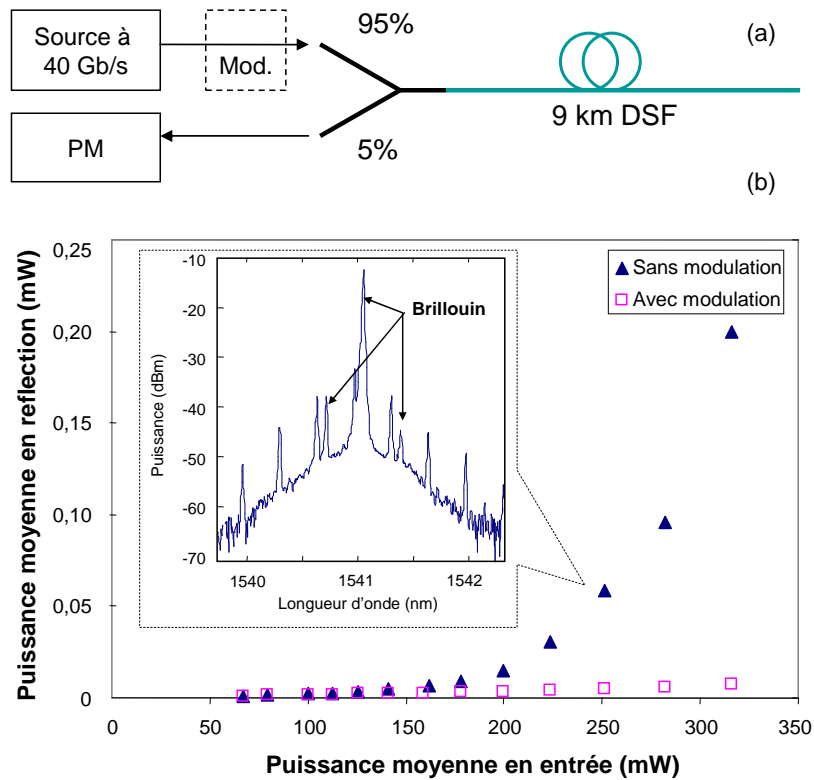 Source à
40 Gb/s
Mod.
95%
(a)
9 km DSF
PM
5%
(b)
Puissance moyenne en reflection (mW)
0,25
0,20
0,15
0,10
0,05
0
0
50
100
150
200
250
300
350
Puissance moyenne en entrée (mW)
Sans modulation
Avec modulation
Puissance (dBm)
-10
-20
-30
-40
-50
-60
-70
Brillouin
1540
1541
1542
Longueur d'onde (nm)